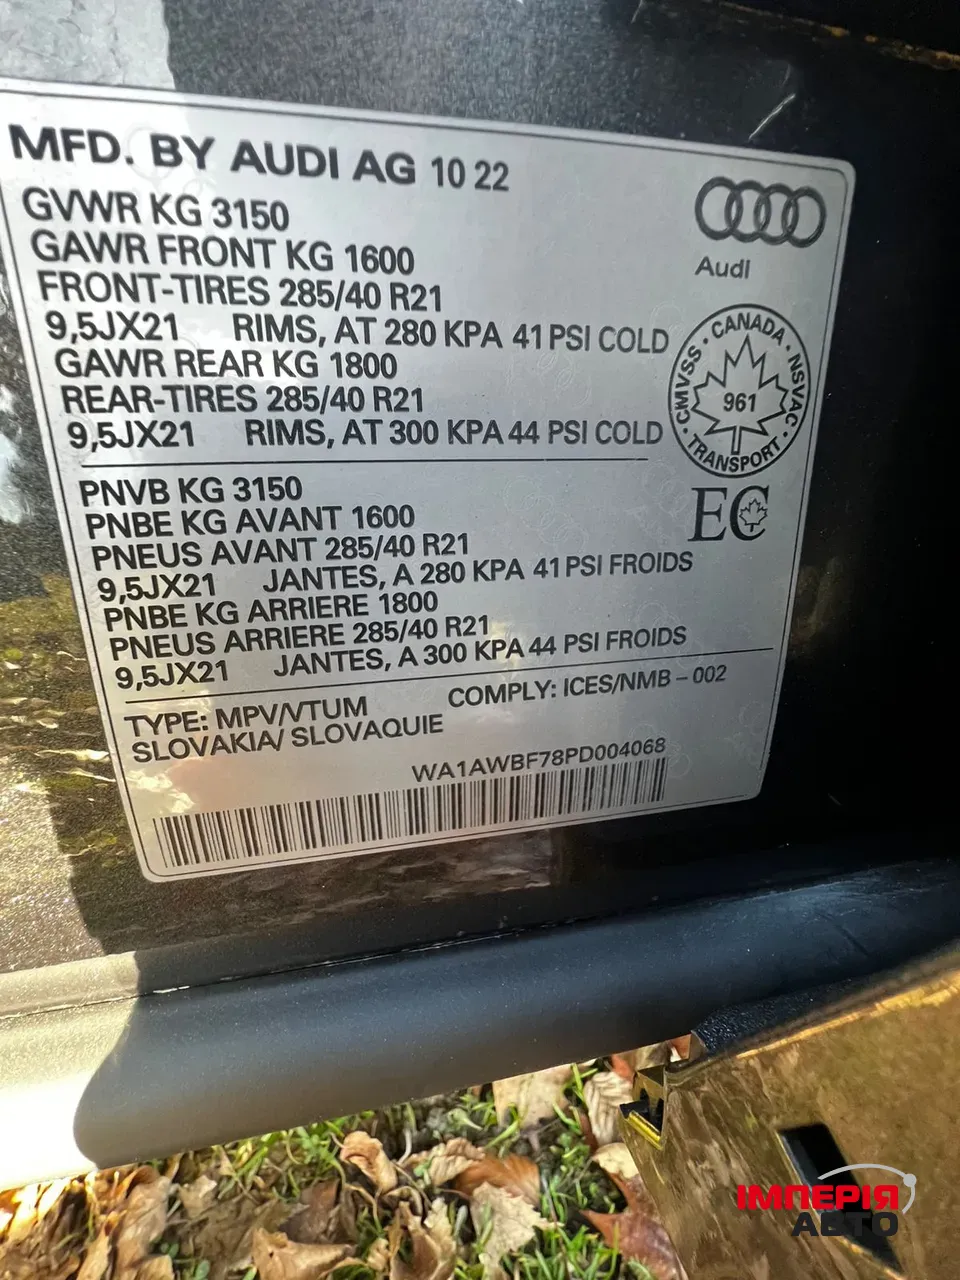 MFD. BY AUDI AG 10 22
GVWR KG 3150
GAWR FRONT KG 1600
FRONT-TIRES 285/40 R21
9,5JX21 RIMS, AT 280 KPA 41 PSI COLD
GAWR REAR KG 1800
REAR-TIRES 285/40 R21
9,5JX21 RIMS, AT 300 KPA 44 PSI COLD
Audi
CMVSS · CANADA · NSVAC · TRANSPORT ·
961
EC
PNVB KG 3150
PNBE KG AVANT 1600
PNEUS AVANT 285/40 R21
9,5JX21 JANTES, A 280 KPA 41 PSI FROIDS
PNBE KG ARRIERE 1800
PNEUS ARRIERE 285/40 R21
9,5JX21 JANTES, A 300 KPA 44 PSI FROIDS
TYPE: MPV/VTUM COMPLY: ICES/NMB – 002
SLOVAKIA/ SLOVAQUIE
WA1AWBF78PD004068
ІМПЕРІЯ
АВТО